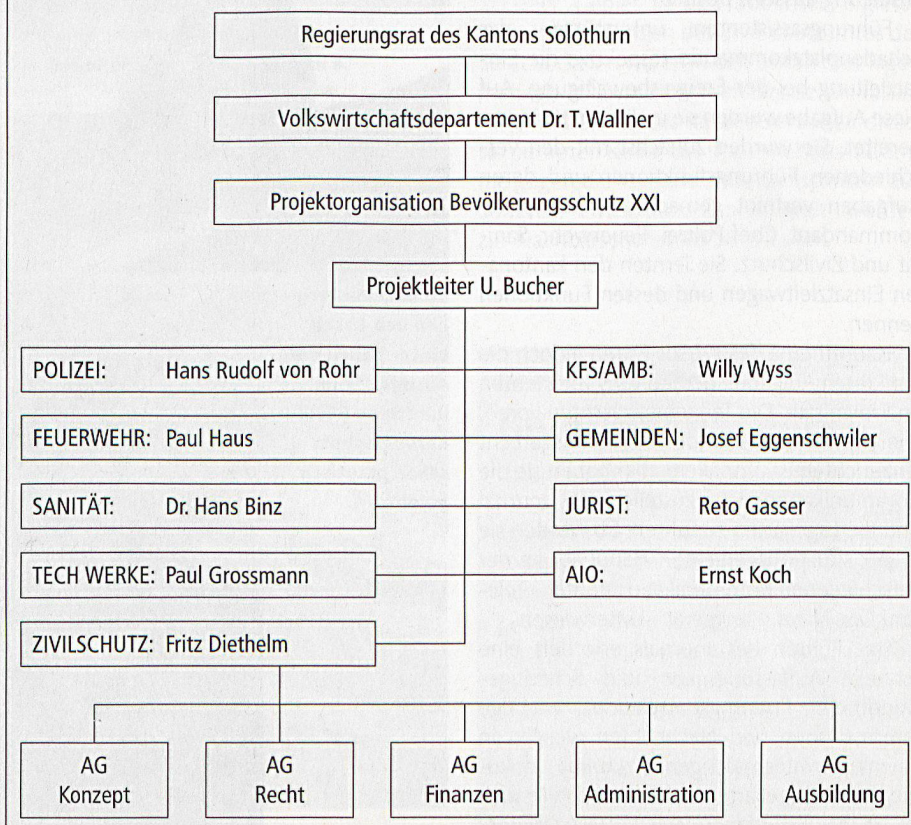 Regierungsrat des Kantons Solothurn
Volkswirtschaftsdepartement Dr. T. Wallner
Projektorganisation Bevölkerungsschutz XXI
Projektleiter U. Bucher
POLIZEI: Hans Rudolf von Rohr
KFS/AMB: Willy Wyss
FEUERWEHR: Paul Haus
GEMEINDEN: Josef Eggenschwiler
SANITÄT: Dr. Hans Binz
JURIST: Reto Gasser
TECH WERKE: Paul Grossmann
AIO: Ernst Koch
ZIVILSCHUTZ: Fritz Diethelm
AG
Konzept
AG
Recht
AG
Finanzen
AG
Administration
AG
Ausbildung